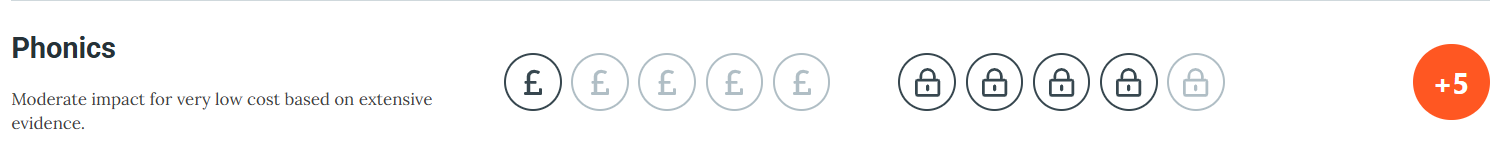 Phonics
Moderate impact for very low cost based on extensive
evidence.
£ £ £ £ £
+5